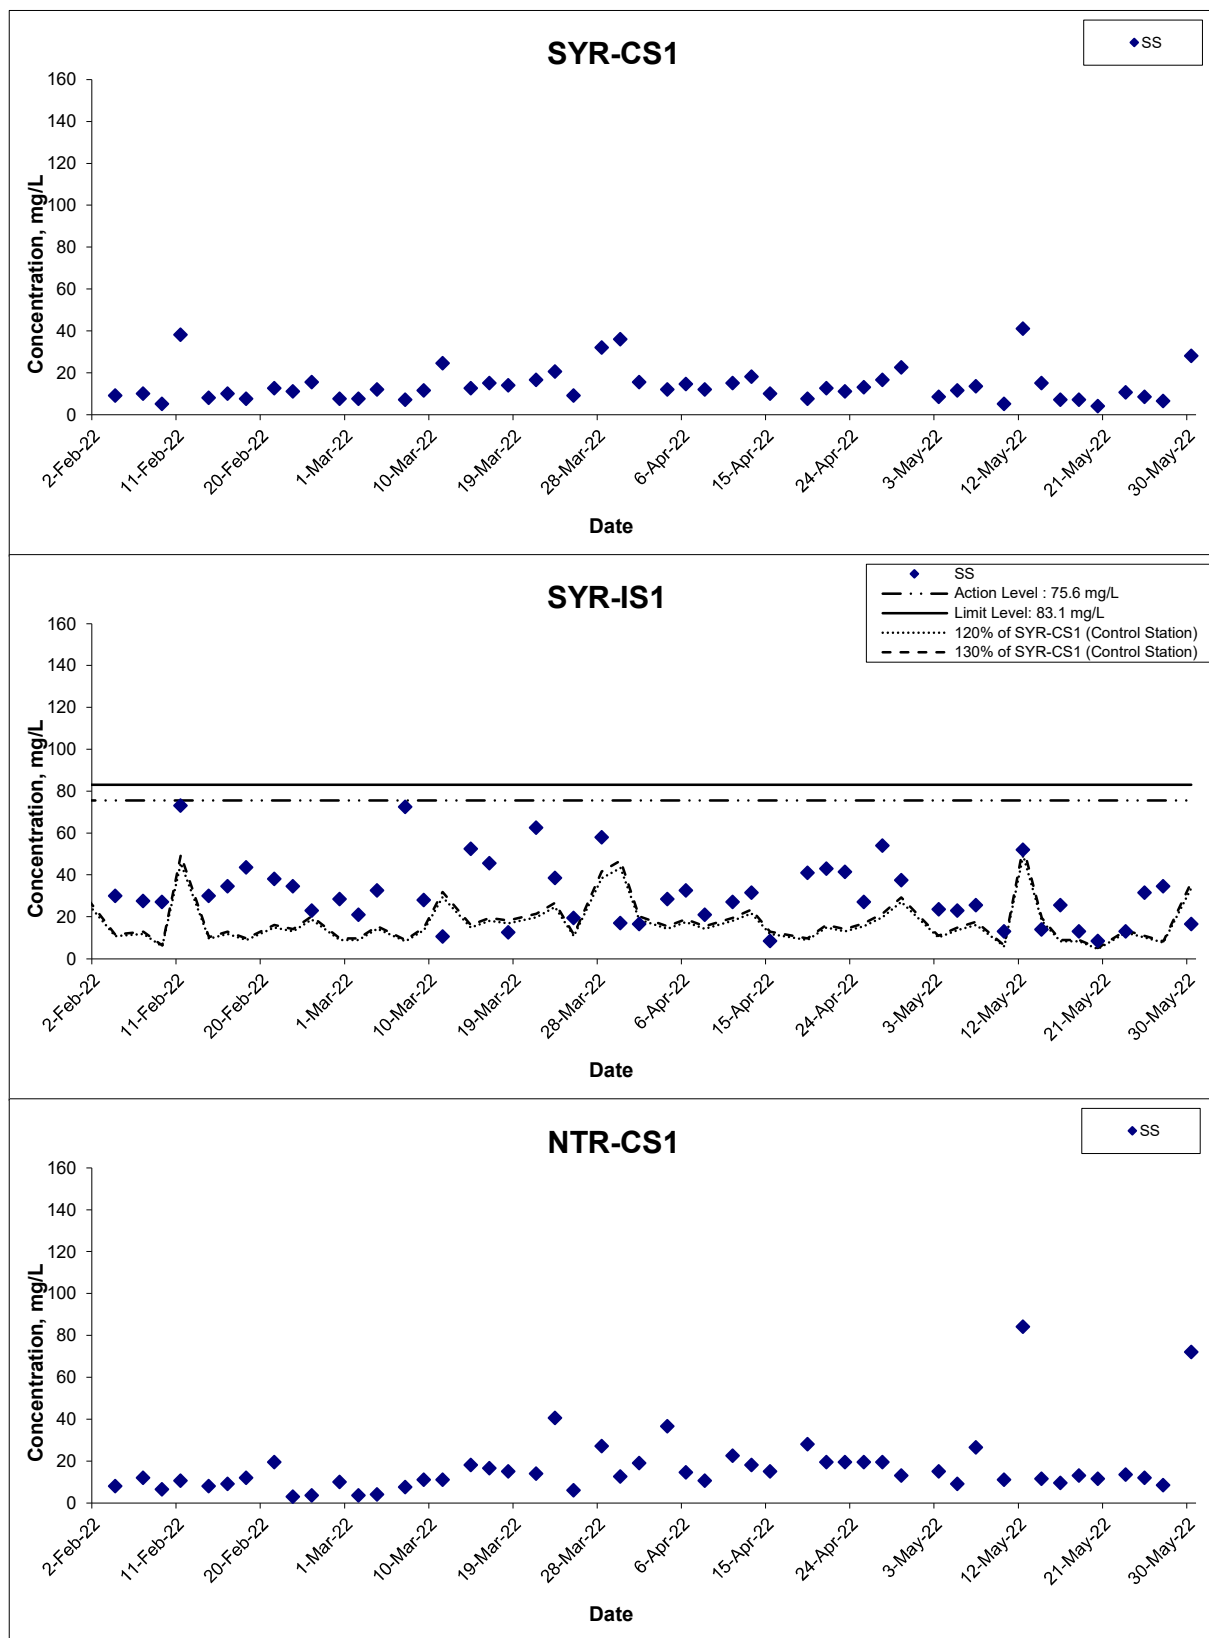 SYR-CS1
SS
Concentration, mg/L
160
140
120
100
80
60
40
20
0
2-Feb-22
11-Feb-22
20-Feb-22
1-Mar-22
10-Mar-22
19-Mar-22
28-Mar-22
6-Apr-22
15-Apr-22
24-Apr-22
3-May-22
12-May-22
21-May-22
30-May-22
Date
SYR-IS1
SS
Action Level : 75.6 mg/L
Limit Level: 83.1 mg/L
120% of SYR-CS1 (Control Station)
130% of SYR-CS1 (Control Station)
Concentration, mg/L
160
140
120
100
80
60
40
20
0
2-Feb-22
11-Feb-22
20-Feb-22
1-Mar-22
10-Mar-22
19-Mar-22
28-Mar-22
6-Apr-22
15-Apr-22
24-Apr-22
3-May-22
12-May-22
21-May-22
30-May-22
Date
NTR-CS1
SS
Concentration, mg/L
160
140
120
100
80
60
40
20
0
2-Feb-22
11-Feb-22
20-Feb-22
1-Mar-22
10-Mar-22
19-Mar-22
28-Mar-22
6-Apr-22
15-Apr-22
24-Apr-22
3-May-22
12-May-22
21-May-22
30-May-22
Date